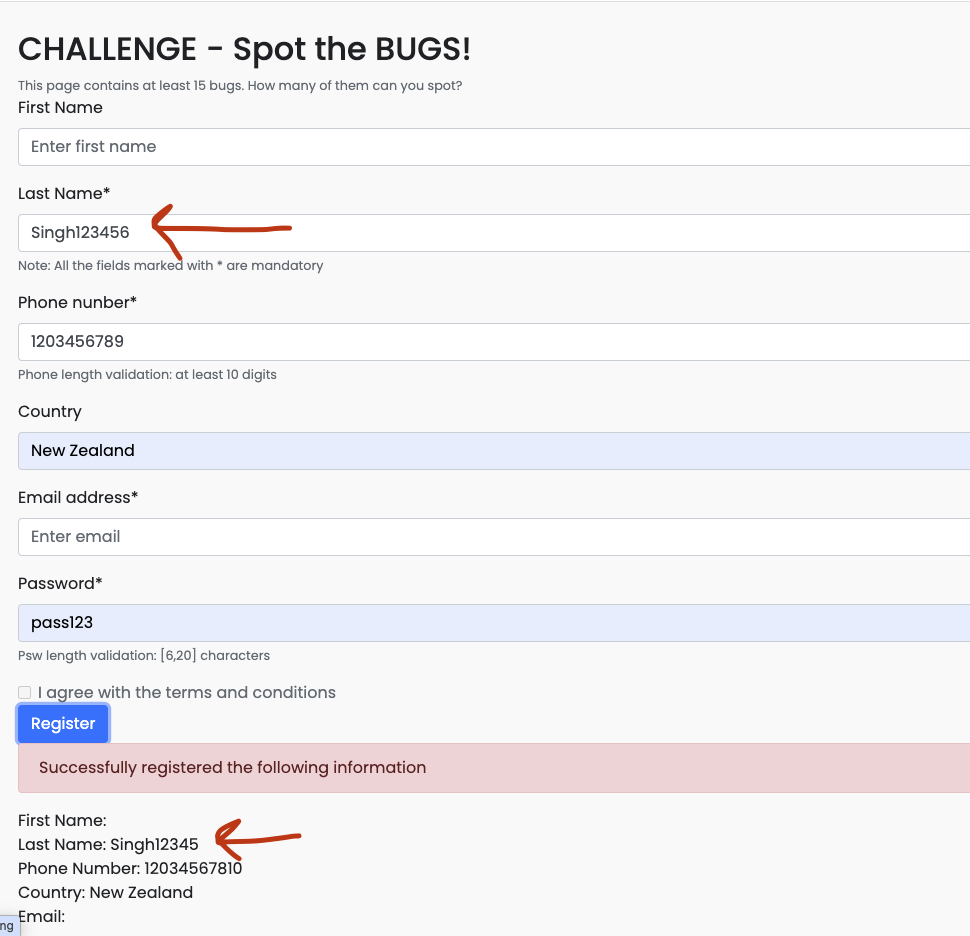 CHALLENGE - Spot the BUGS!
This page contains at least 15 bugs. How many of them can you spot?
First Name
Enter first name
Last Name*
Singh123456
Note: All the fields marked with * are mandatory
Phone nunber*
1203456789
Phone length validation: at least 10 digits
Country
New Zealand
Email address*
Enter email
Password*
pass123
Psw length validation: [6,20] characters
I agree with the terms and conditions
Register
Successfully registered the following information
First Name:
Last Name: Singh12345
Phone Number: 12034567810
Country: New Zealand
Email:
ng